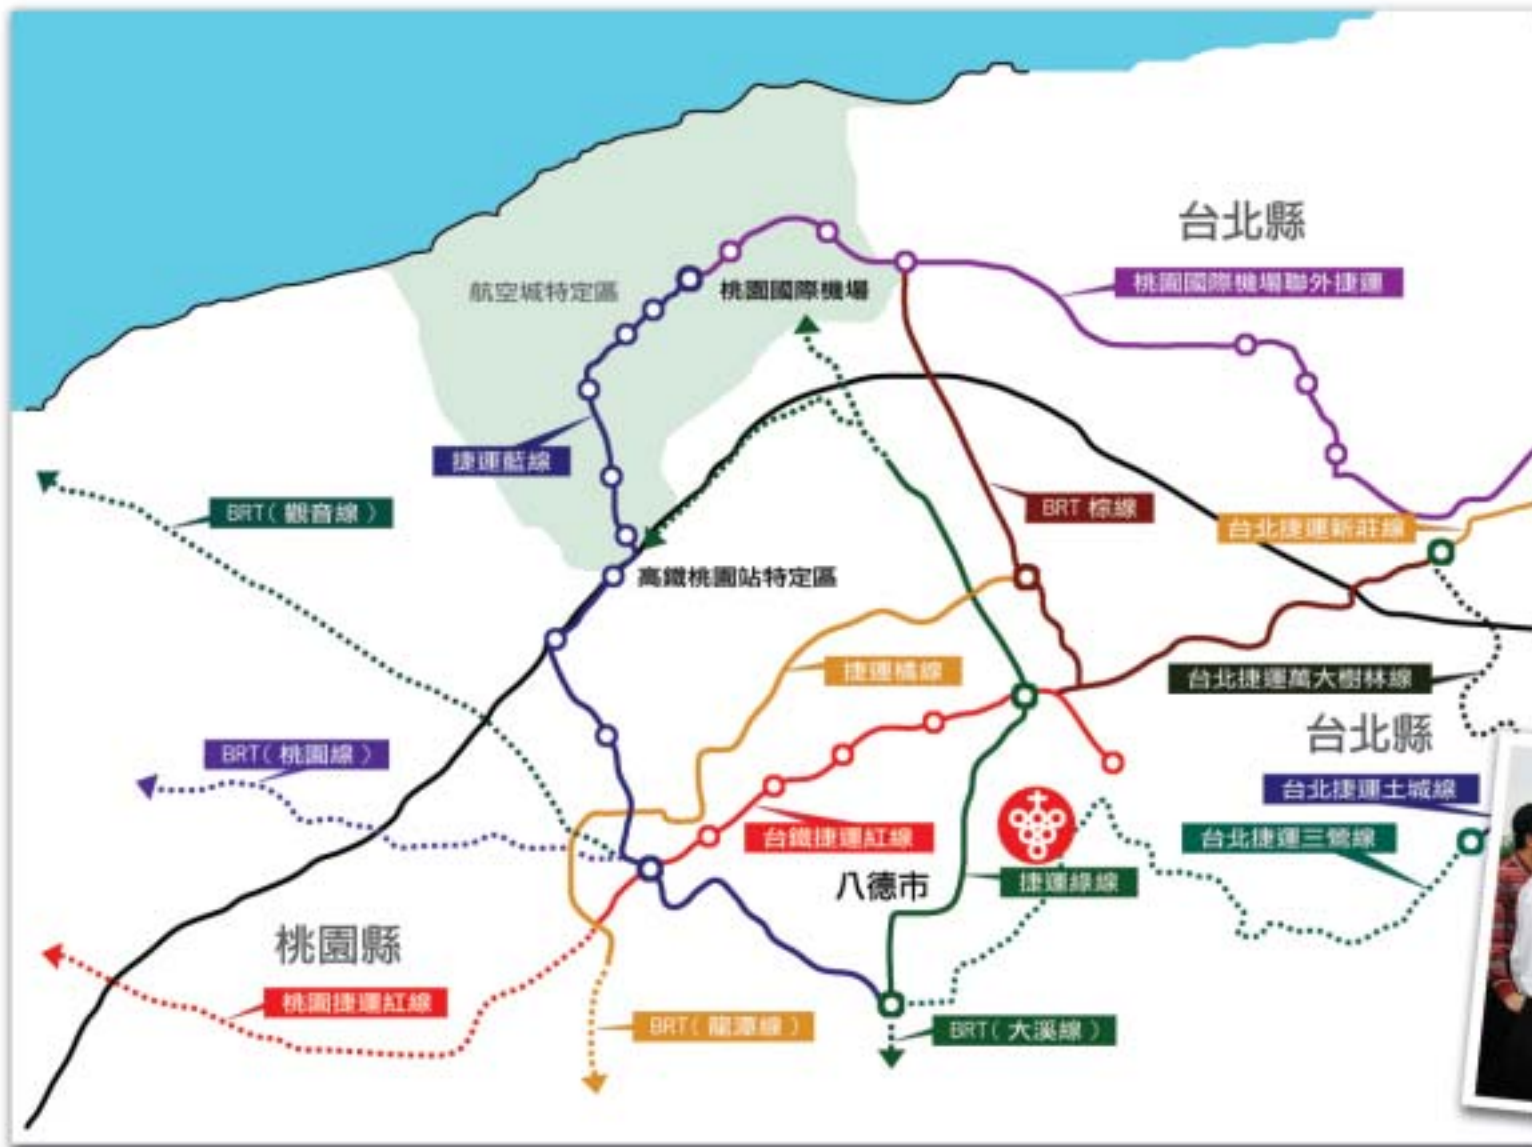 台北縣
桃園國際機場聯外捷運
航空城特定區
桃園國際機場
捷運藍線
BRT(觀音線)
BRT 棕線
台北捷運新莊線
高鐵桃園站特定區
捷運橘線
台北捷運萬大樹林線
台北縣
BRT(桃園線)
台北捷運土城線
台鐵捷運紅線
台北捷運三鶯線
八德市
捷運綠線
桃園縣
桃園捷運紅線
BRT(龍潭線)
BRT(大溪線)